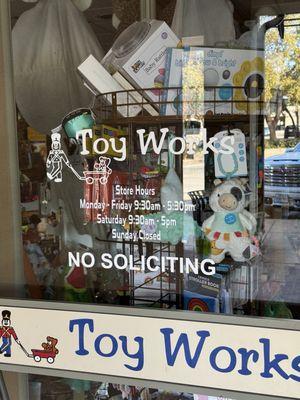 Toy Works
Store Hours
Monday - Friday 9:30am - 5:30pm
Saturday 9:30am - 5pm
Sunday Closed
NO SOLICITING
Toy Works